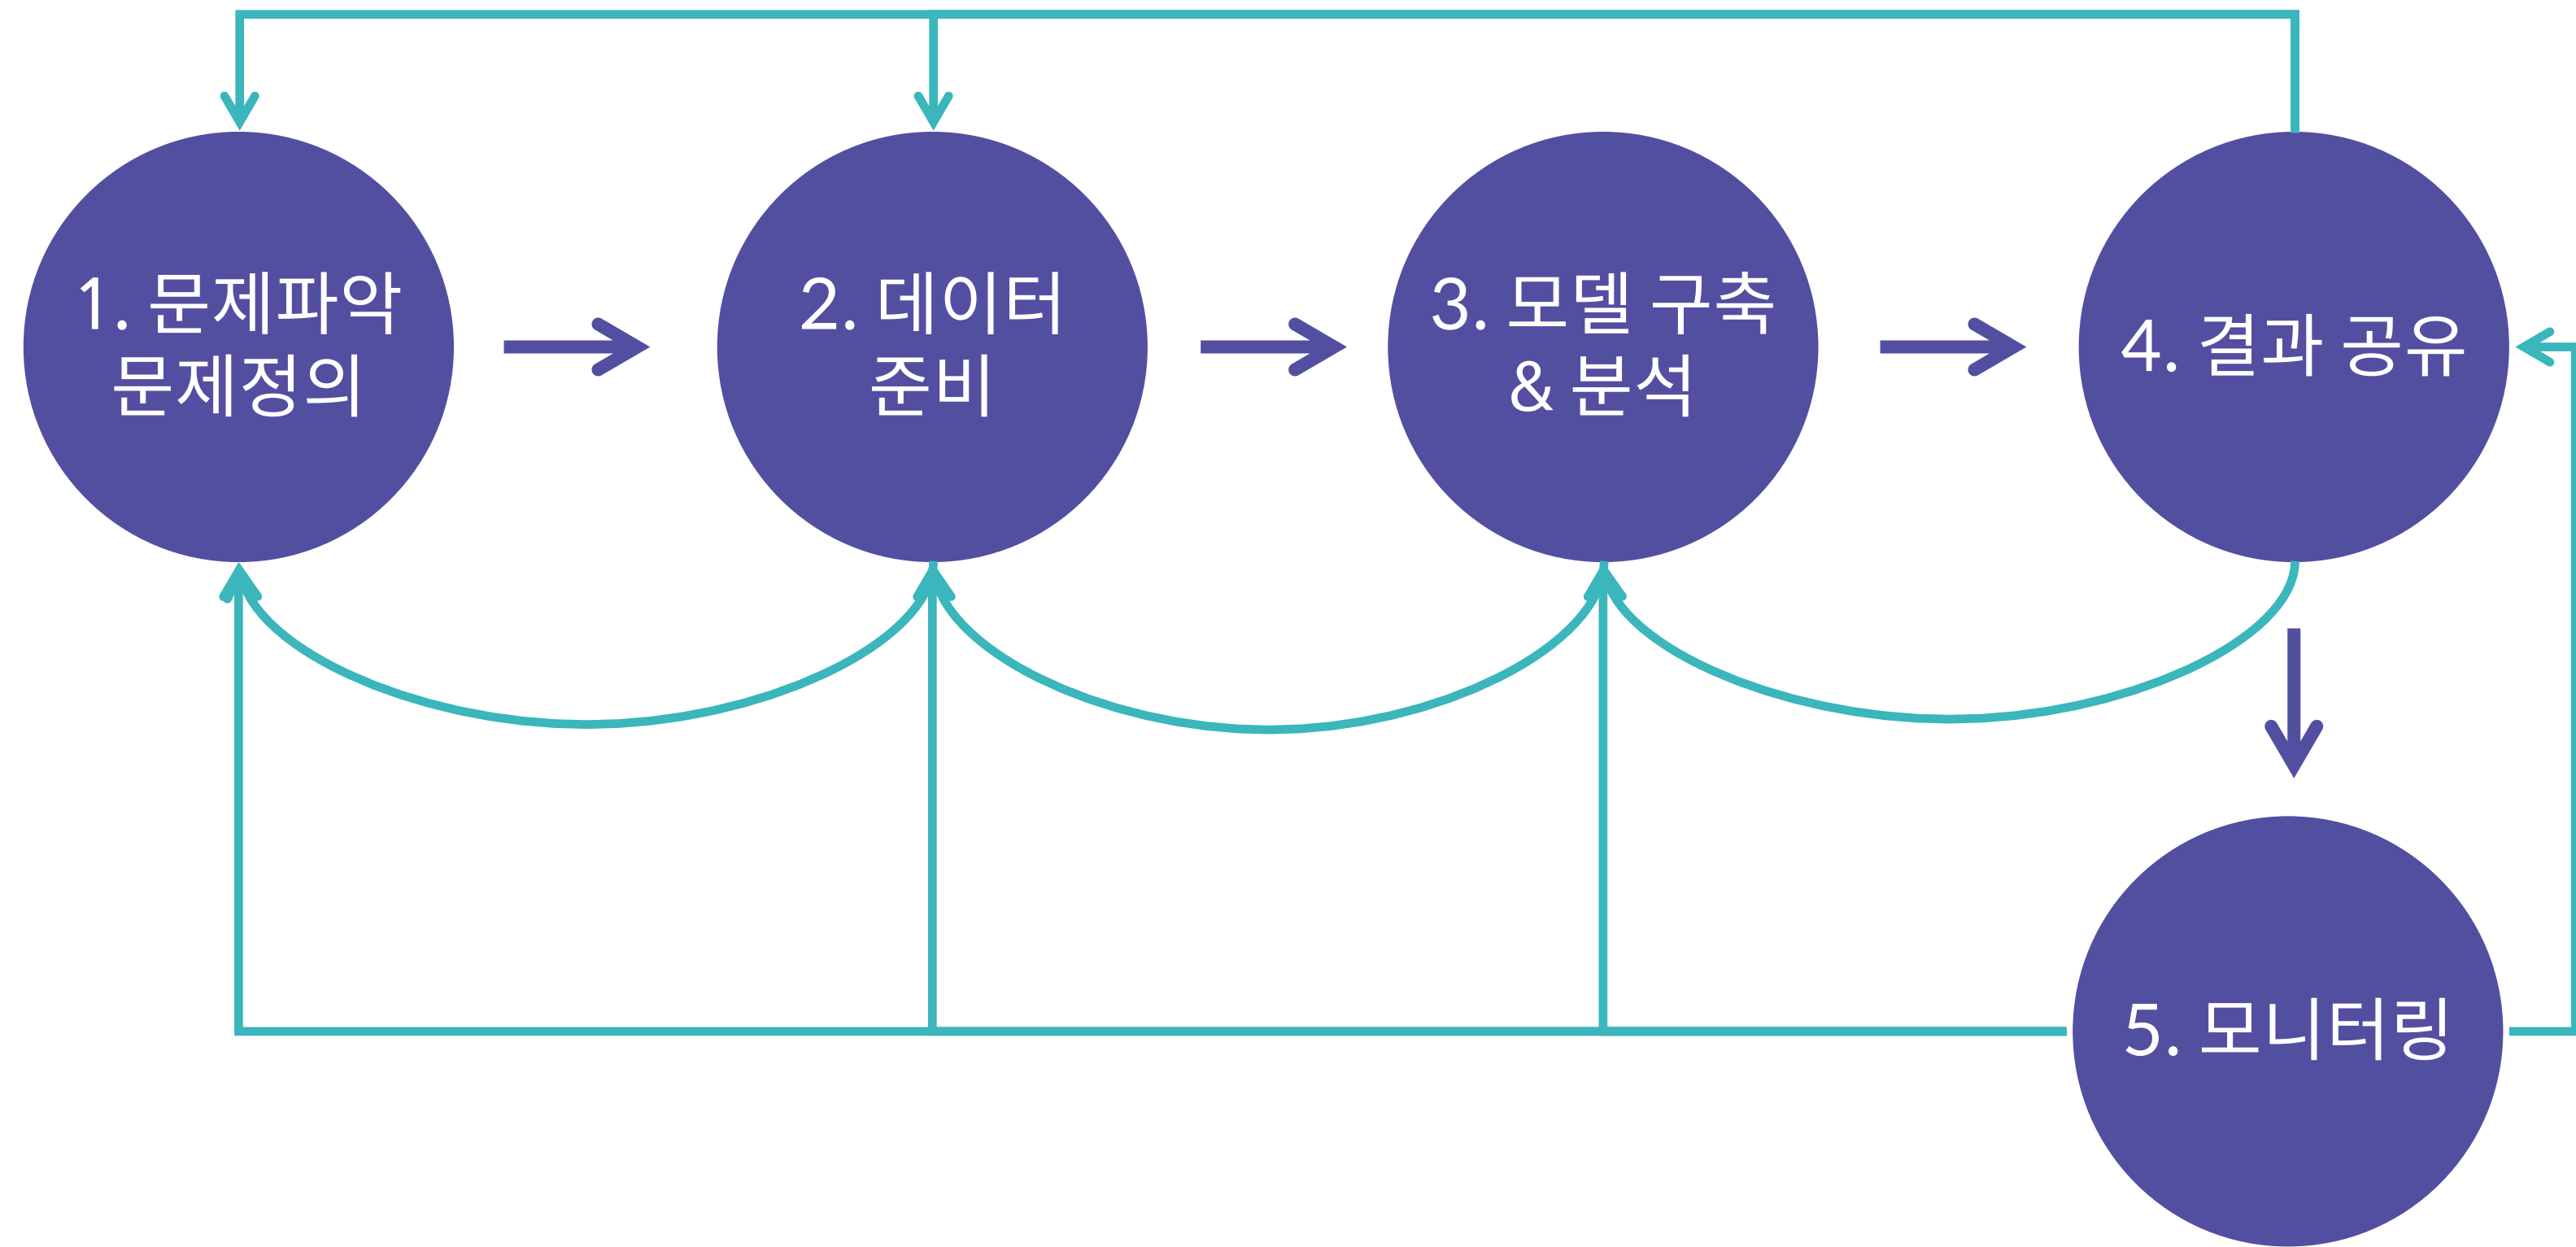 1. 문제파악
문제정의
2. 데이터
준비
3. 모델 구축
& 분석
4. 결과 공유
5. 모니터링